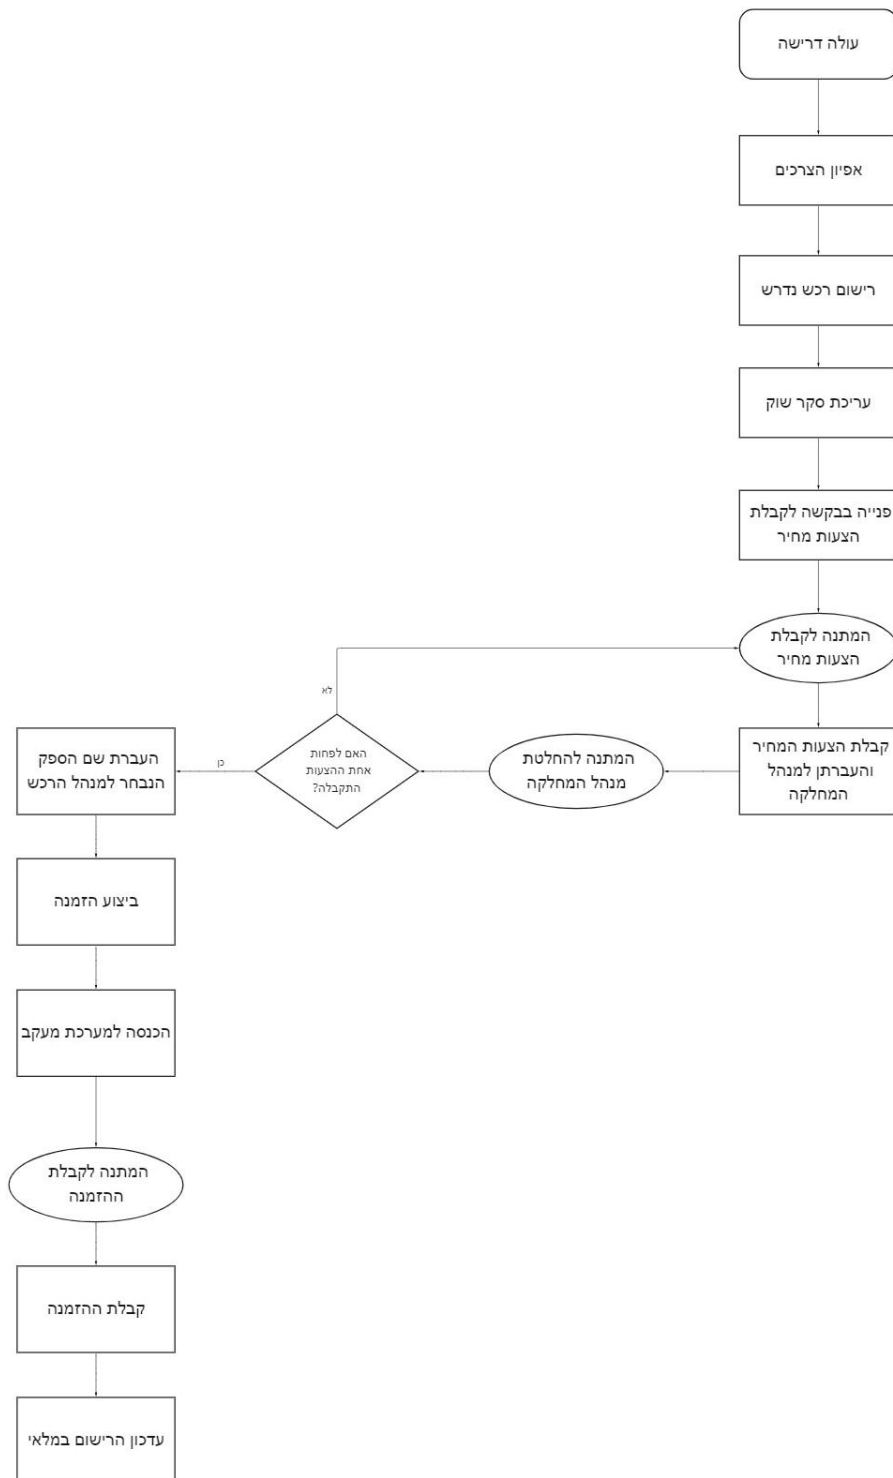 עולה דרישה
אפיון הצרכים
רישום רכש נדרש
עריכת סקר שוק
פנייה בבקשה לקבלת
הצעות מחיר
המתנה לקבלת
הצעות מחיר
קבלת הצעות המחיר
והעברתן למנהל
המחלקה
המתנה להחלטת
מנהל המחלקה
האם לפחות
אחת ההצעות
התקבלה?
לא
כן
העברת שם הספק
הנבחר למנהל הרכש
ביצוע הזמנה
הכנסה למערכת מעקב
המתנה לקבלת
ההזמנה
קבלת ההזמנה
עדכון הרישום במלאי